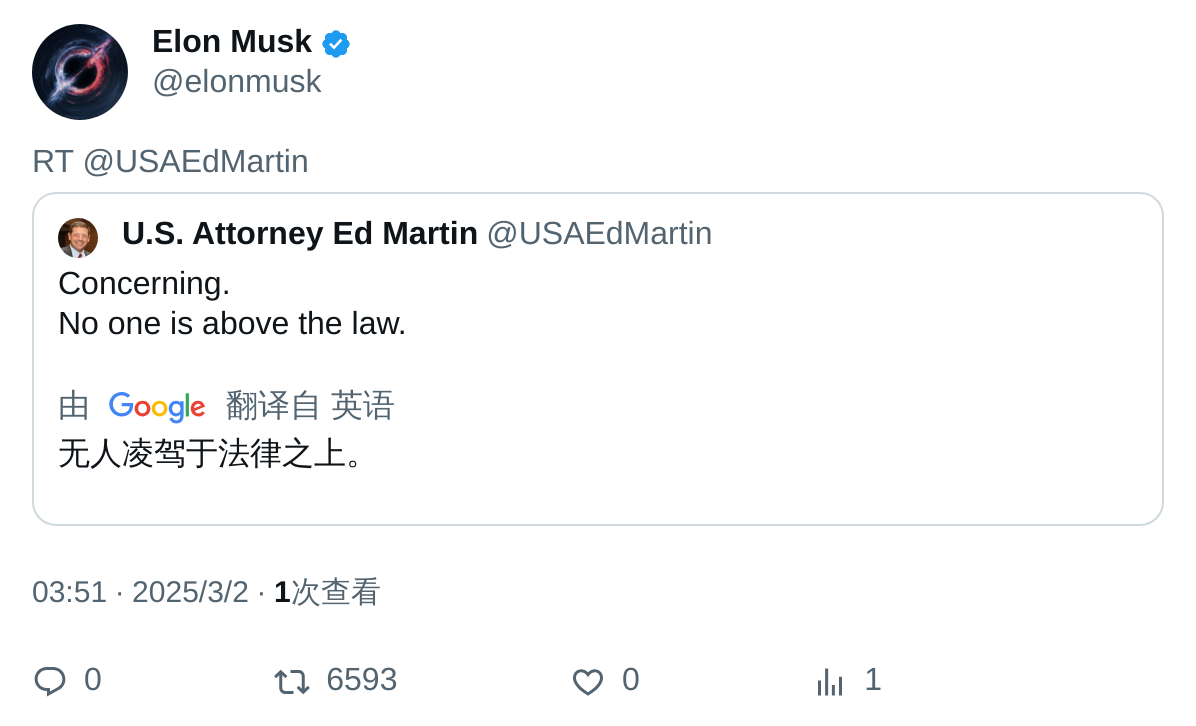 Elon Musk
@elonmusk
RT @USAEdMartin
U.S. Attorney Ed Martin @USAEdMartin
Concerning.
No one is above the law.
由 Google 翻译自 英语
无人凌驾于法律之上。
03:51 · 2025/3/2 · 1次查看
0 6593 0 1